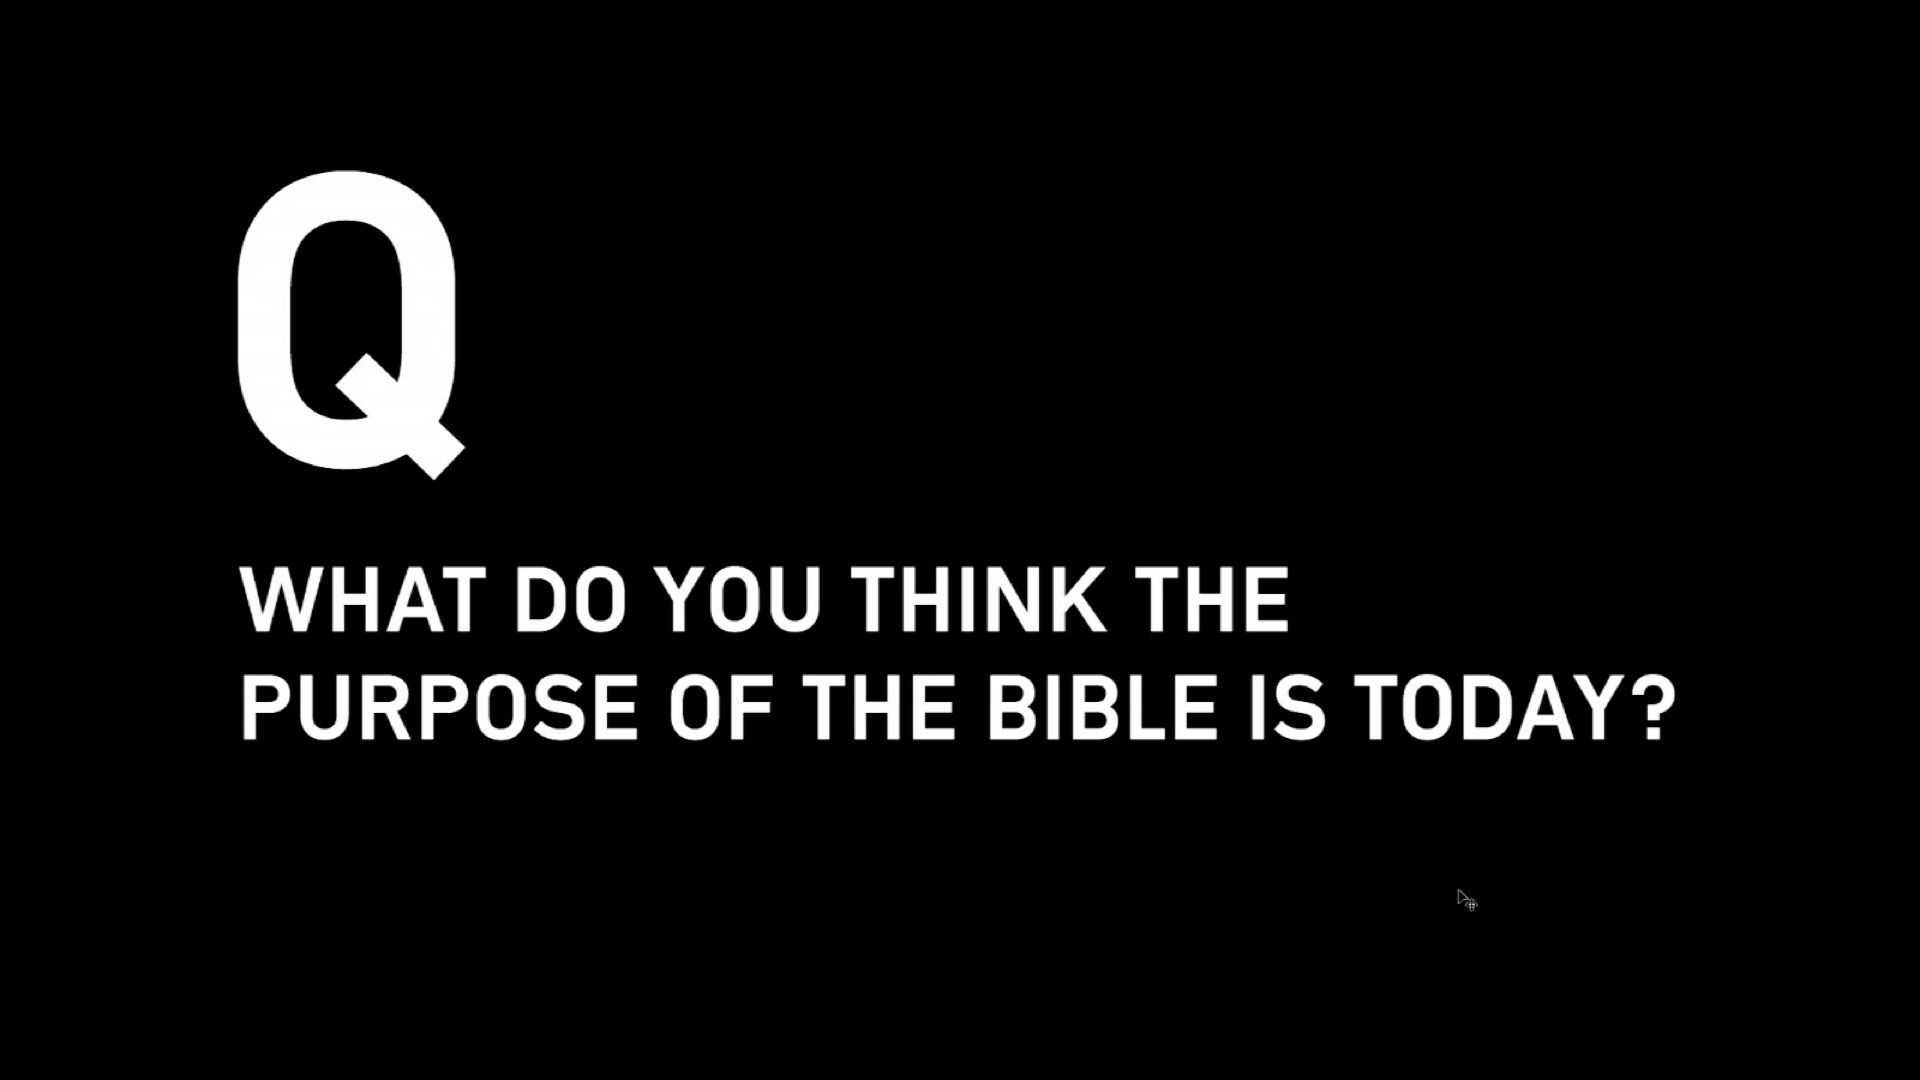 Q
WHAT DO YOU THINK THE
PURPOSE OF THE BIBLE IS TODAY?